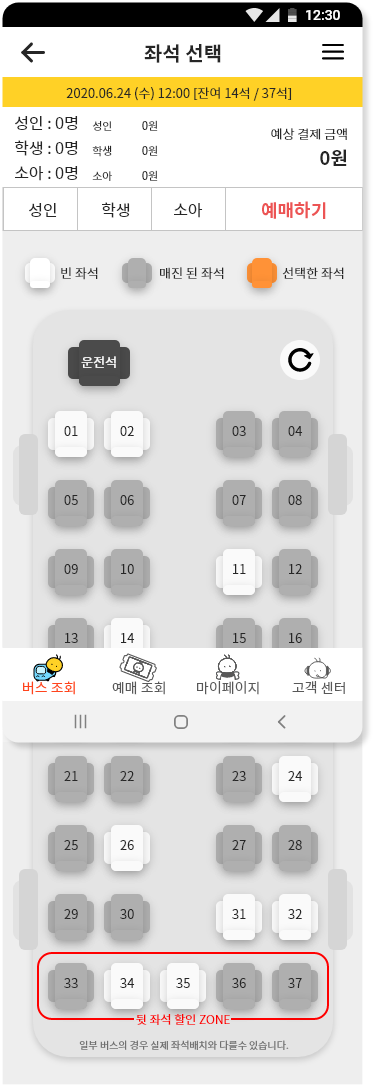 12:30
좌석 선택
2020.06.24 (수) 12:00 [잔여 14석 / 37석]
성인 : 0명 성인 0원
학생 : 0명 학생 0원
소아 : 0명 소아 0원
예상 결제 금액
0원
성인 학생 소아 예매하기
빈 좌석 매진 된 좌석 선택한 좌석
운전석
01 02 03 04
05 06 07 08
09 10 11 12
13 14 15 16
버스 조회 예매 조회 마이페이지 고객 센터
21 22 23 24
25 26 27 28
29 30 31 32
33 34 35 36 37
뒷 좌석 할인 ZONE
일부 버스의 경우 실제 좌석배치와 다를수 있습니다.